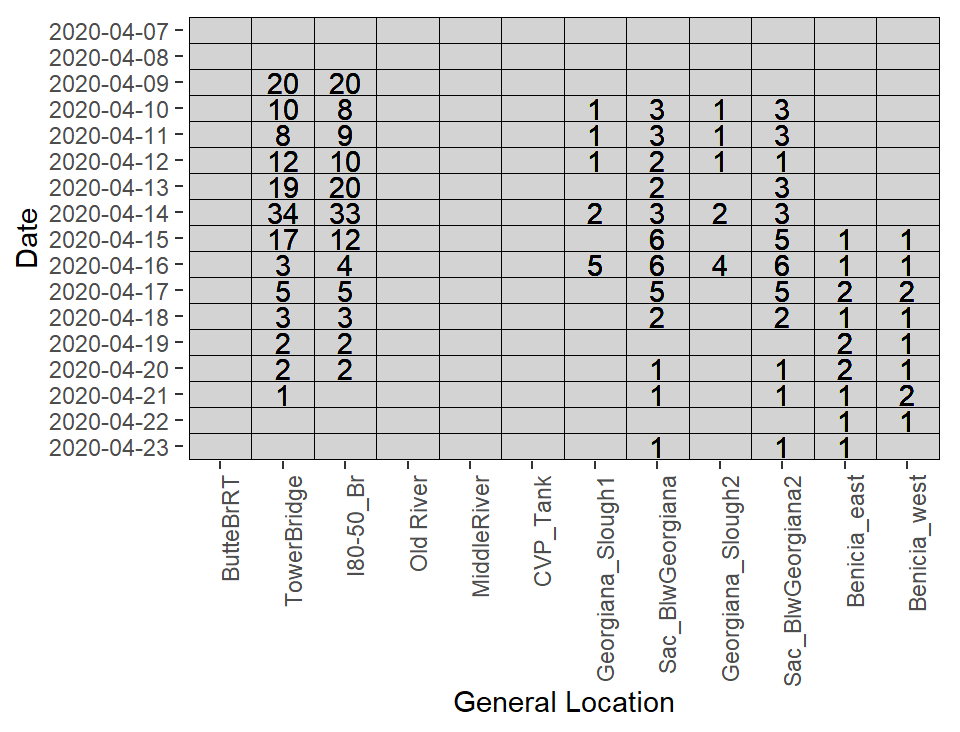 2020-04-07
2020-04-08
2020-04-09 20 20
2020-04-10 10 8 1 3 1 3
2020-04-11 8 9 1 3 1 3
2020-04-12 12 10 1 2 1 1
2020-04-13 19 20 2 3
2020-04-14 34 33 2 3 2 3
2020-04-15 17 12 6 5 1 1
2020-04-16 3 4 5 6 4 6 1 1
2020-04-17 5 5 5 5 2 2
2020-04-18 3 3 2 2 1 1
2020-04-19 2 2 2 1
2020-04-20 2 2 1 1 2 1
2020-04-21 1 1 1 1 2
2020-04-22 1 1
2020-04-23 1 1 1
Date
ButteBrRT
TowerBridge
I80-50_Br
Old River
MiddleRiver
CVP_Tank
Georgiana_Slough1
Sac_BlwGeorgiana
Georgiana_Slough2
Sac_BlwGeorgiana2
Benicia_east
Benicia_west
General Location